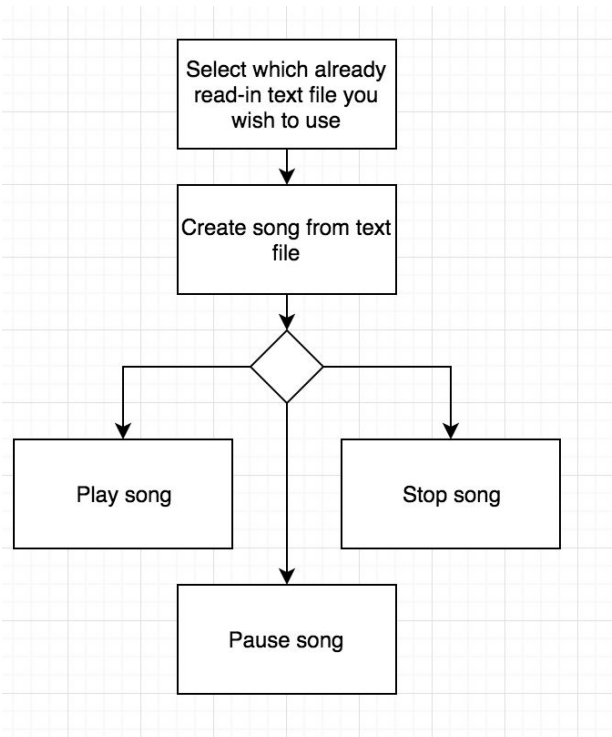 Select which already
read-in text file you
wish to use
Create song from text
file
Play song
Stop song
Pause song